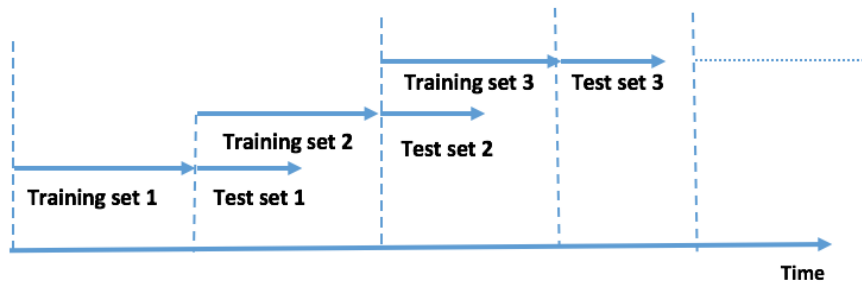 Training set 3
Test set 3
Training set 2
Test set 2
Training set 1
Test set 1
Time